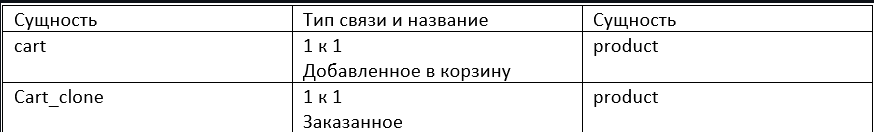 Сущность Тип связи и название Сущность
cart 1 к 1 product
Добавленное в корзину
Cart_clone 1 к 1 product
Заказанное